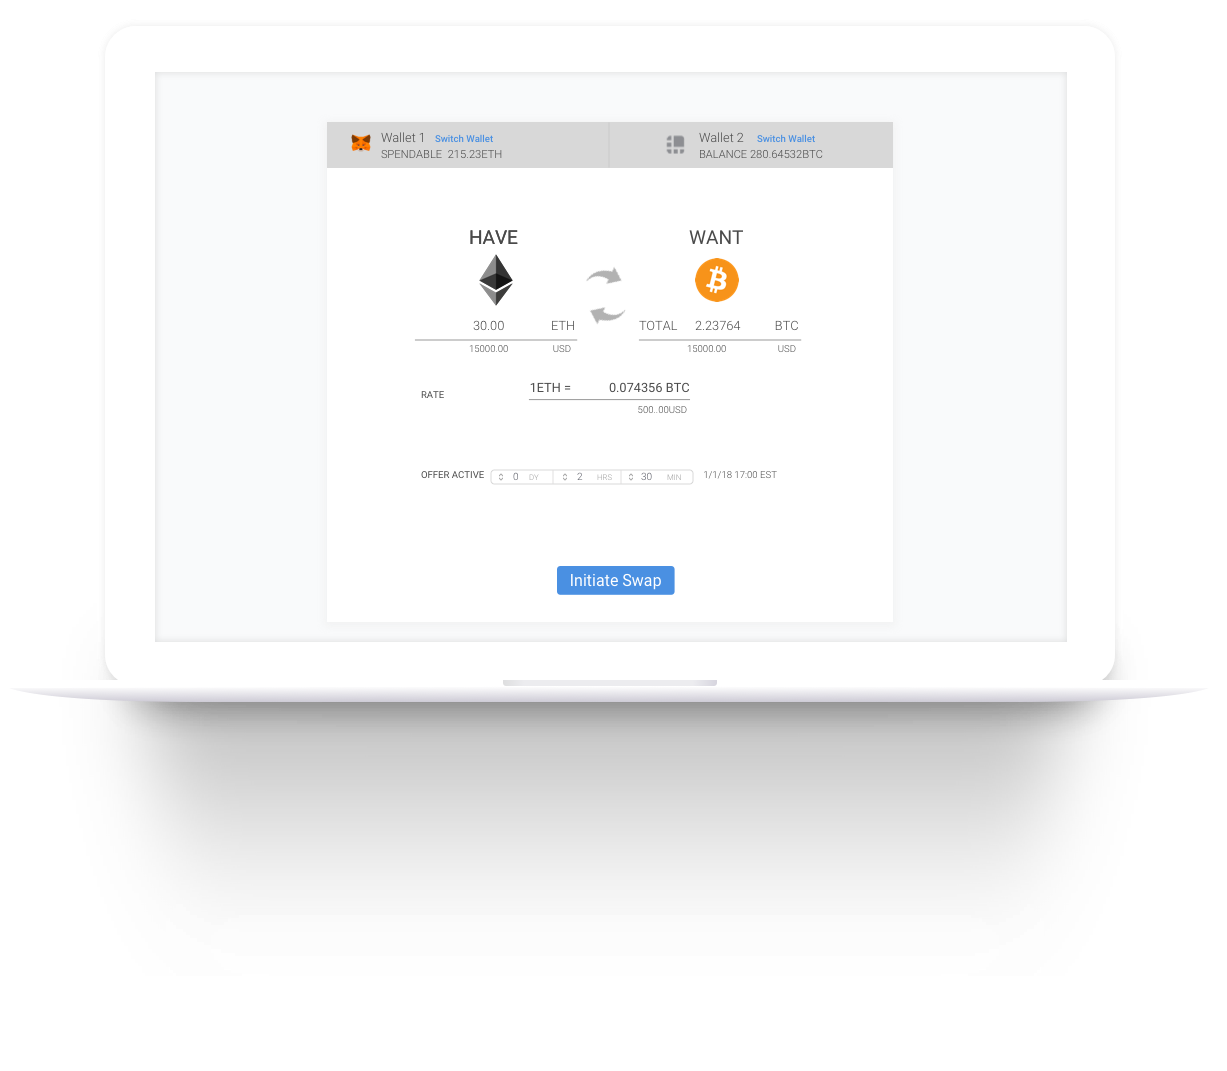 Wallet 1 Switch Wallet
SPENDABLE 215.23ETH
Wallet 2 Switch Wallet
BALANCE 280.64532BTC
HAVE
WANT
30.00 ETH
TOTAL 2.23764 BTC
15000.00 USD
15000.00 USD
RATE
1ETH = 0.074356 BTC
500..00USD
OFFER ACTIVE 0 DY 2 HRS 30 MIN 1/1/18 17:00 EST
Initiate Swap